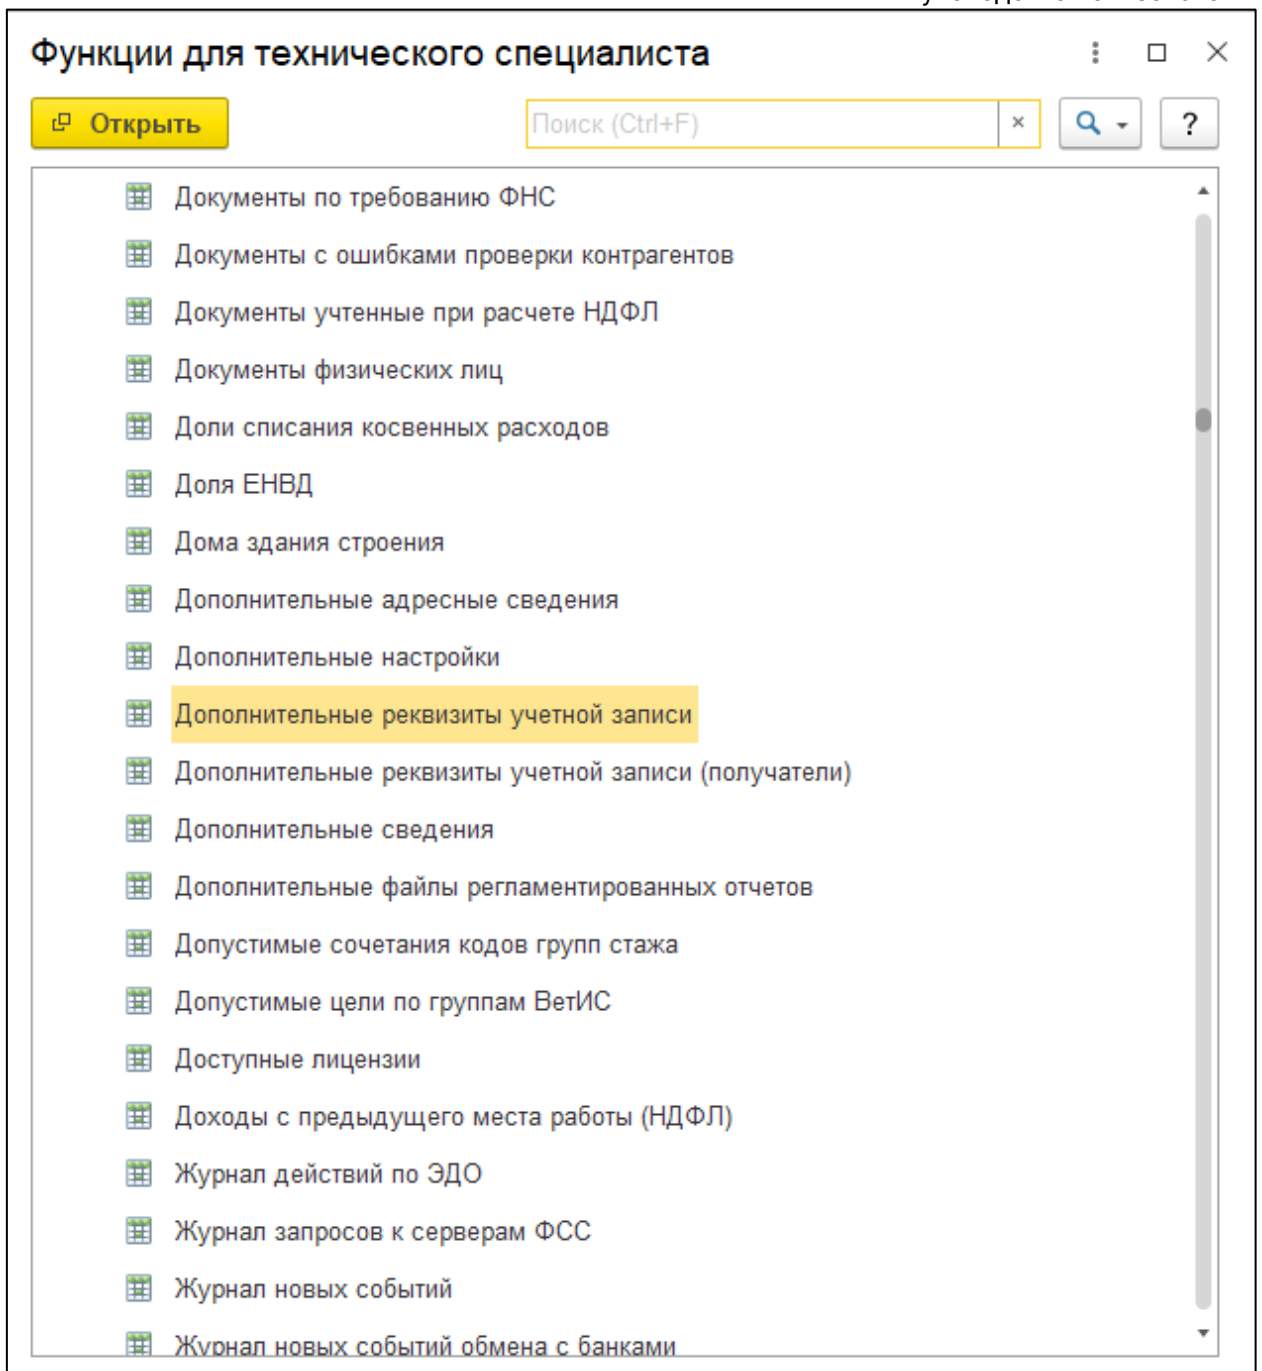 Функции для технического специалиста
Открыть
Поиск (Ctrl+F)
?
Документы по требованию ФНС
Документы с ошибками проверки контрагентов
Документы учтенные при расчете НДФЛ
Документы физических лиц
Доли списания косвенных расходов
Доля ЕНВД
Дома здания строения
Дополнительные адресные сведения
Дополнительные настройки
Дополнительные реквизиты учетной записи
Дополнительные реквизиты учетной записи (получатели)
Дополнительные сведения
Дополнительные файлы регламентированных отчетов
Допустимые сочетания кодов групп стажа
Допустимые цели по группам ВетИС
Доступные лицензии
Доходы с предыдущего места работы (НДФЛ)
Журнал действий по ЭДО
Журнал запросов к серверам ФСС
Журнал новых событий
Журнал новых событий обмена с банками